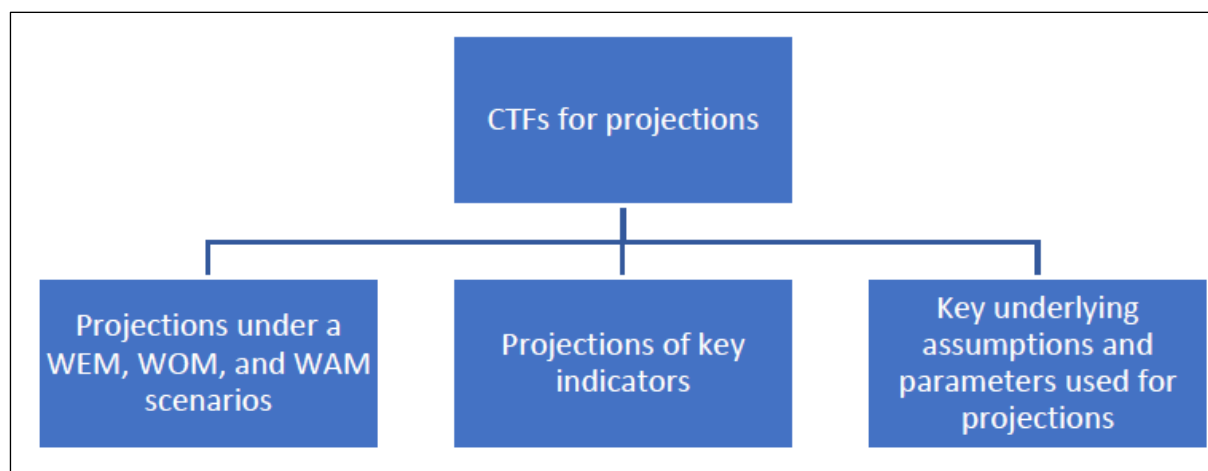 CTFs for projections
Projections under a
WEM, WOM, and WAM
scenarios
Projections of key
indicators
Key underlying
assumptions and
parameters used for
projections